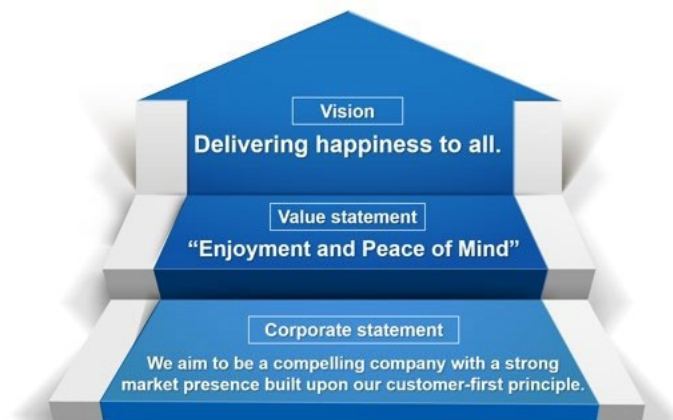 Vision
Delivering happiness to all.
Value statement
“Enjoyment and Peace of Mind”
Corporate statement
We aim to be a compelling company with a strong
market presence built upon our customer-first principle.